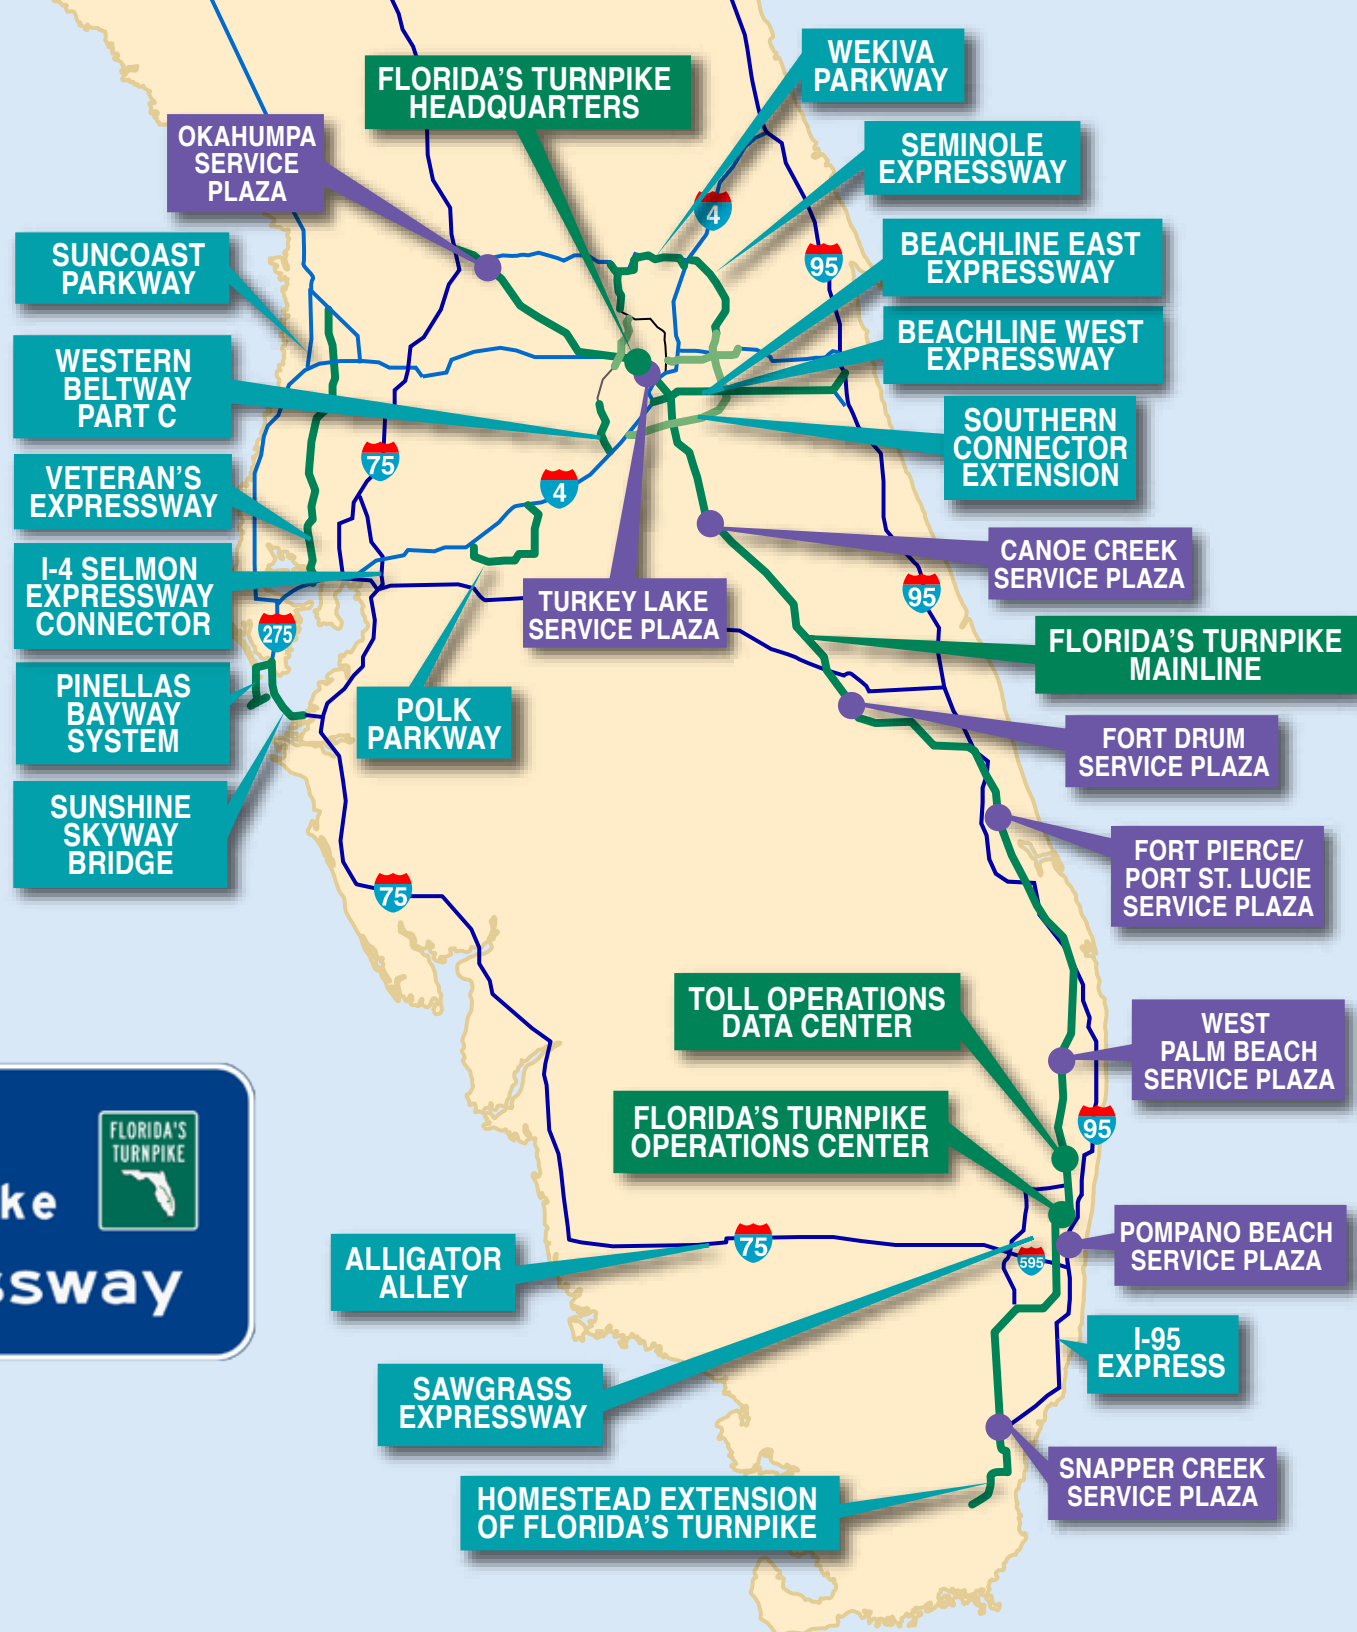 WEKIVA
PARKWAY
FLORIDA'S TURNPIKE
HEADQUARTERS
OKAHUMPA
SERVICE
PLAZA
SEMINOLE
EXPRESSWAY
4
SUNCOAST
PARKWAY
BEACHLINE EAST
EXPRESSWAY
95
WESTERN
BELTWAY
PART C
BEACHLINE WEST
EXPRESSWAY
SOUTHERN
CONNECTOR
EXTENSION
75
VETERAN'S
EXPRESSWAY
4
I-4 SELMON
EXPRESSWAY
CONNECTOR
CANOE CREEK
SERVICE PLAZA
95
TURKEY LAKE
SERVICE PLAZA
275
FLORIDA'S TURNPIKE
MAINLINE
PINELLAS
BAYWAY
SYSTEM
POLK
PARKWAY
FORT DRUM
SERVICE PLAZA
SUNSHINE
SKYWAY
BRIDGE
FORT PIERCE/
PORT ST. LUCIE
SERVICE PLAZA
75
TOLL OPERATIONS
DATA CENTER
WEST
PALM BEACH
SERVICE PLAZA
FLORIDA'S TURNPIKE
OPERATIONS CENTER
95
FLORIDA'S
TURNPIKE
ke
ssway
POMPANO BEACH
SERVICE PLAZA
ALLIGATOR
ALLEY
75
595
I-95
EXPRESS
SAWGRASS
EXPRESSWAY
SNAPPER CREEK
SERVICE PLAZA
HOMESTEAD EXTENSION
OF FLORIDA'S TURNPIKE